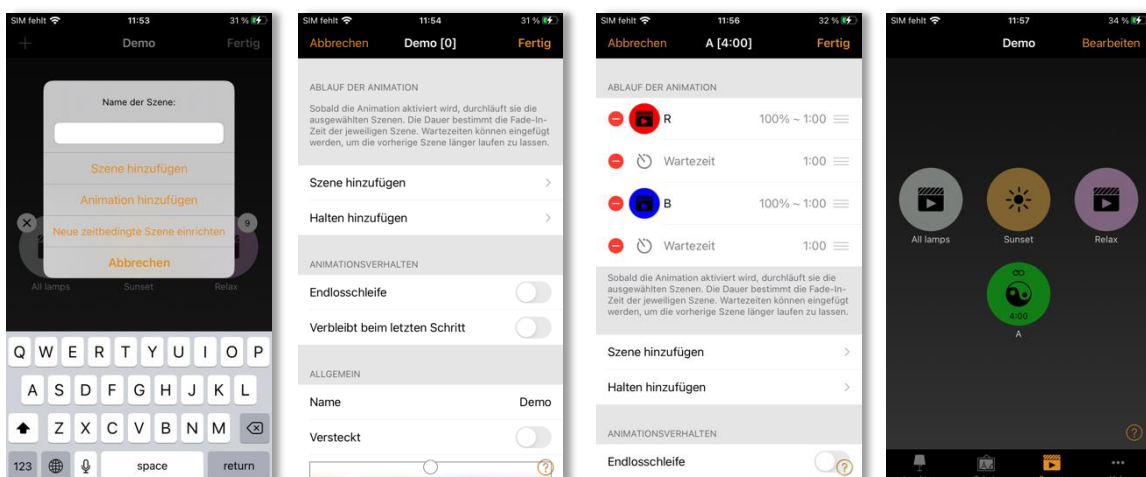 SIM fehlt 11:53 31 %
+ Demo Fertig
Name der Szene:
Szene hinzufügen
Animation hinzufügen
Neue zeitbedingte Szene einrichten
Abbrechen
9
All lamps Sunset Relax
Q W E R T Y U I O P
A S D F G H J K L
Z X C V B N M
123 space return
SIM fehlt 11:54 31 %
Abbrechen Demo [0] Fertig
ABLAUF DER ANIMATION
Sobald die Animation aktiviert wird, durchläuft sie die
ausgewählten Szenen. Die Dauer bestimmt die Fade-In-
Zeit der jeweiligen Szene. Wartezeiten können eingefügt
werden, um die vorherige Szene länger laufen zu lassen.
Szene hinzufügen
Halten hinzufügen
ANIMATIONSVERHALTEN
Endlosschleife
Verbleibt beim letzten Schritt
ALLGEMEIN
Name Demo
Versteckt
?
SIM fehlt 11:56 32 %
Abbrechen A [4:00] Fertig
ABLAUF DER ANIMATION
R 100% ~ 1:00
Wartezeit 1:00
B 100% ~ 1:00
Wartezeit 1:00
Sobald die Animation aktiviert wird, durchläuft sie die
ausgewählten Szenen. Die Dauer bestimmt die Fade-In-
Zeit der jeweiligen Szene. Wartezeiten können eingefügt
werden, um die vorherige Szene länger laufen zu lassen.
Szene hinzufügen
Halten hinzufügen
ANIMATIONSVERHALTEN
Endlosschleife
?
SIM fehlt 11:57 34 %
Demo Bearbeiten
All lamps Sunset Relax
∞
4:00
A
?